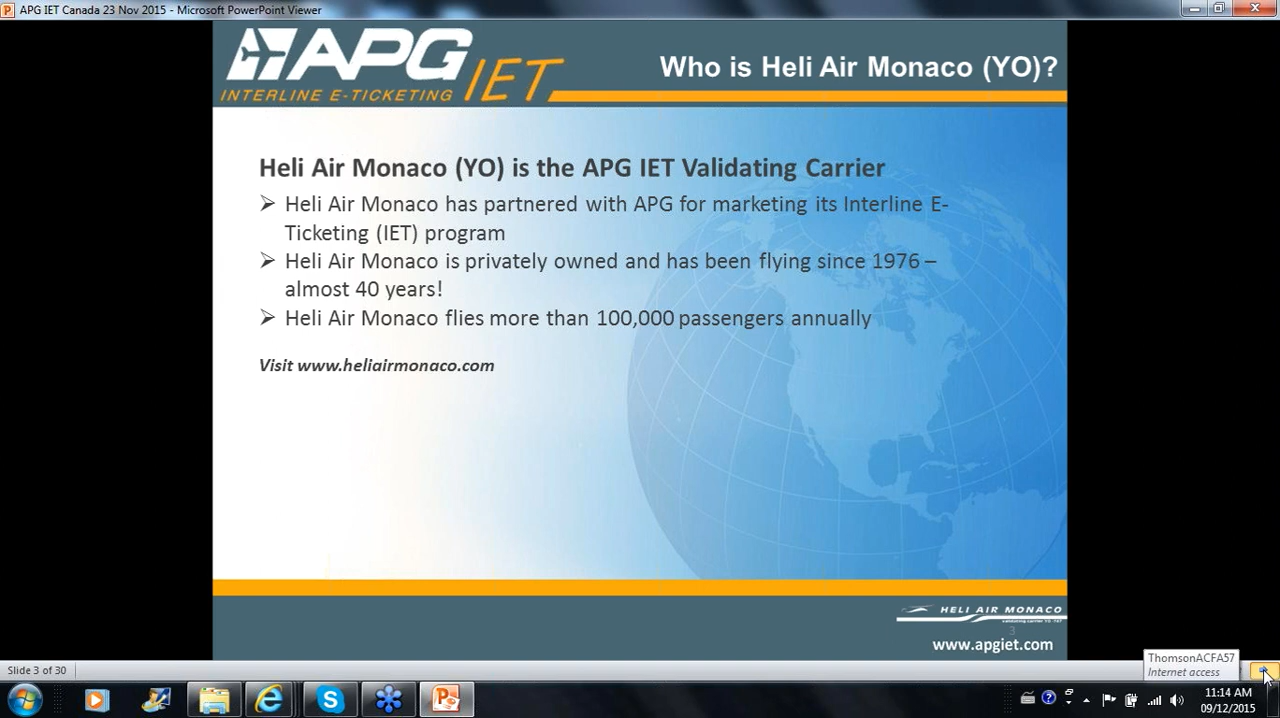 APG IET Canada 23 Nov 2015 - Microsoft PowerPoint Viewer
APG IET
INTERLINE E-TICKETING
Who is Heli Air Monaco (YO)?
Heli Air Monaco (YO) is the APG IET Validating Carrier
Heli Air Monaco has partnered with APG for marketing its Interline E-
Ticketing (IET) program
Heli Air Monaco is privately owned and has been flying since 1976 –
almost 40 years!
Heli Air Monaco flies more than 100,000 passengers annually
Visit www.heliairmonaco.com
HELI AIR MONACO
3
www.apgiet.com
Slide 3 of 30
ThomsonACFA57
Internet access
11:14 AM
09/12/2015